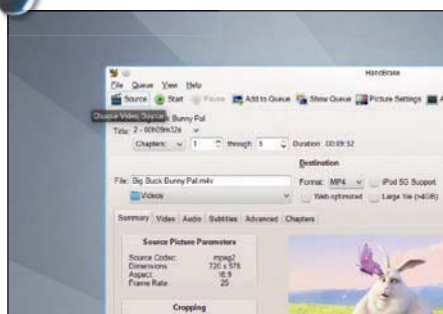 HandBrake
File Queue View Help
Source Start Pause Add to Queue Show Queue Picture Settings
Choose Video Source
Buck Bunny Pal
Title: 2 - 00h09m32s
Chapters: 1 through 3 Duration: 00:09:32
Destination
File: Big Buck Bunny Pal.m4v Format: MP4 iPod 5G Support
Videos Web optimized Large file (>4GB)
Summary Video Audio Subtitles Advanced Chapters
Source Picture Parameters
Source Codec: mpeg2
Dimensions: 720 x 576
Aspect: 16:9
Frame Rate: 25
Cropping